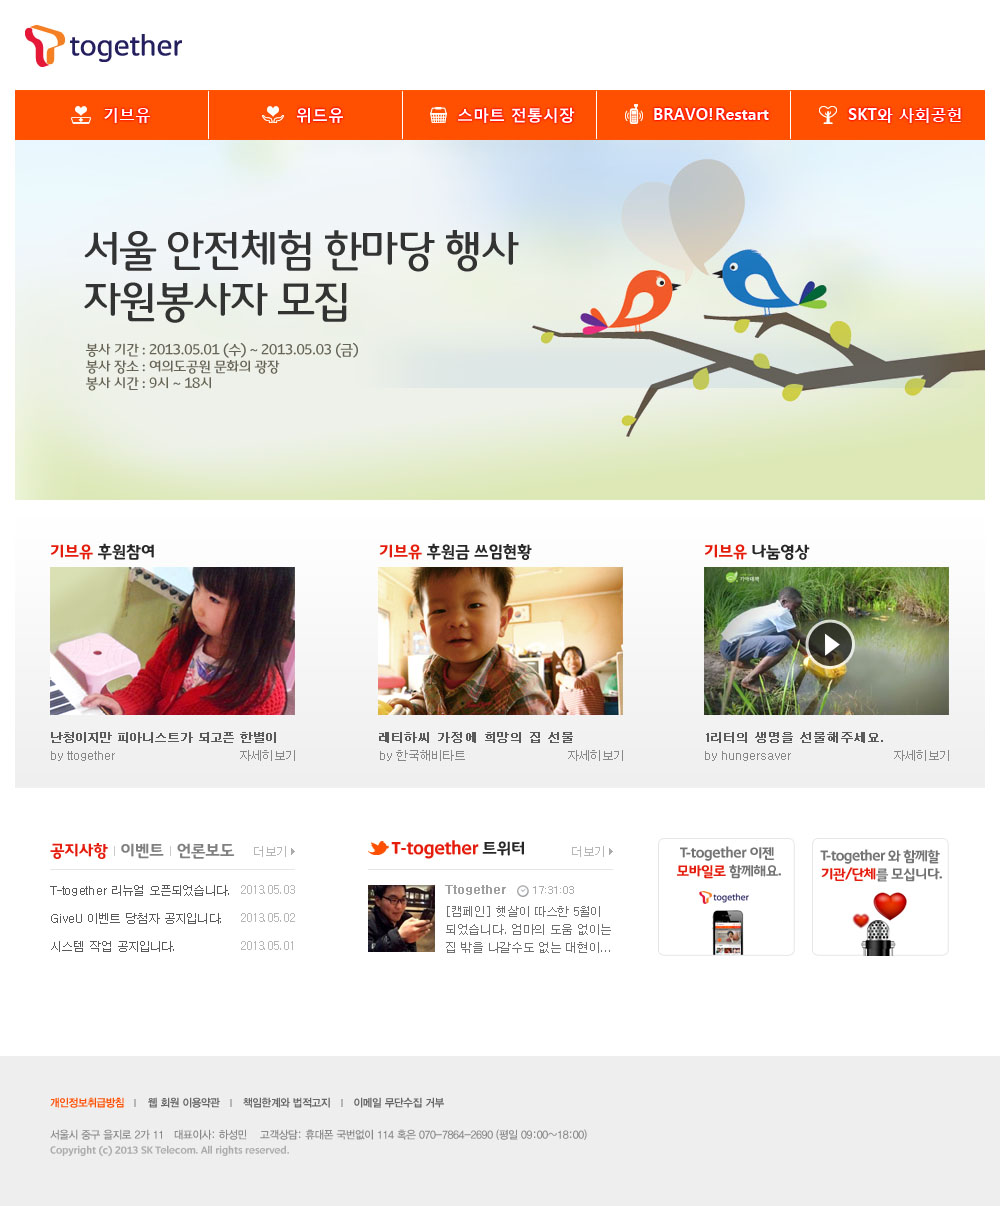 together
기브유
위드유
스마트 전통시장
BRAVO! Restart
SKT와 사회공헌
서울 안전체험 한마당 행사
자원봉사자 모집
봉사 기간 : 2013.05.01 (수) ~ 2013.05.03 (금)
봉사 장소 : 여의도공원 문화의 광장
봉사 시간 : 9시 ~ 18시
기브유 후원참여
난청이지만 피아니스트가 되고픈 한별이
by ttogether 자세히보기
기브유 후원금 쓰임현황
레티하씨 가정에 희망의 집 선물
by 한국해비타트 자세히보기
기브유 나눔영상
기아대책
1리터의 생명을 선물해주세요.
by hungersaver 자세히보기
공지사항 | 이벤트 | 언론보도 더보기
T-together 리뉴얼 오픈되었습니다. 2013.05.03
GiveU 이벤트 당첨자 공지입니다. 2013.05.02
시스템 작업 공지입니다. 2013.05.01
T-together 트위터 더보기
Ttogether 17:31:03
[캠페인] 햇살이 따스한 5월이
되었습니다. 엄마의 도움 없이는
집 밖을 나갈수도 없는 대현이...
T-together 이젠
모바일로 함께해요.
together
T-together 와 함께할
기관/단체를 모십니다.
개인정보취급방침 | 웹 회원 이용약관 | 책임한계와 법적고지 | 이메일 무단수집 거부
서울시 중구 을지로 2가 11 대표이사: 하성민 고객상담: 휴대폰 국번없이 114 혹은 070-7864-2690 (평일 09:00~18:00)
Copyright (c) 2013 SK Telecom. All rights reserved.